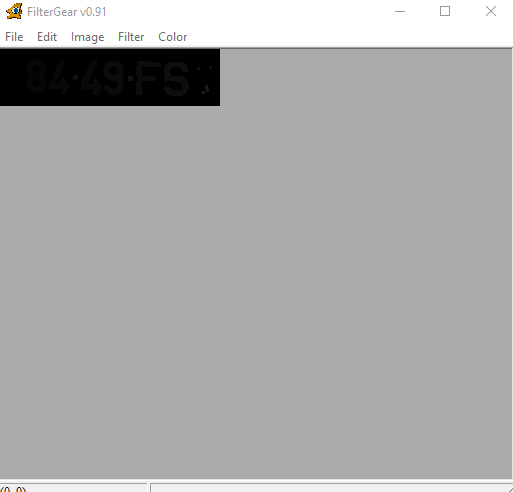 FilterGear v0.91
File Edit Image Filter Color
84·49·FS
(0, 0)